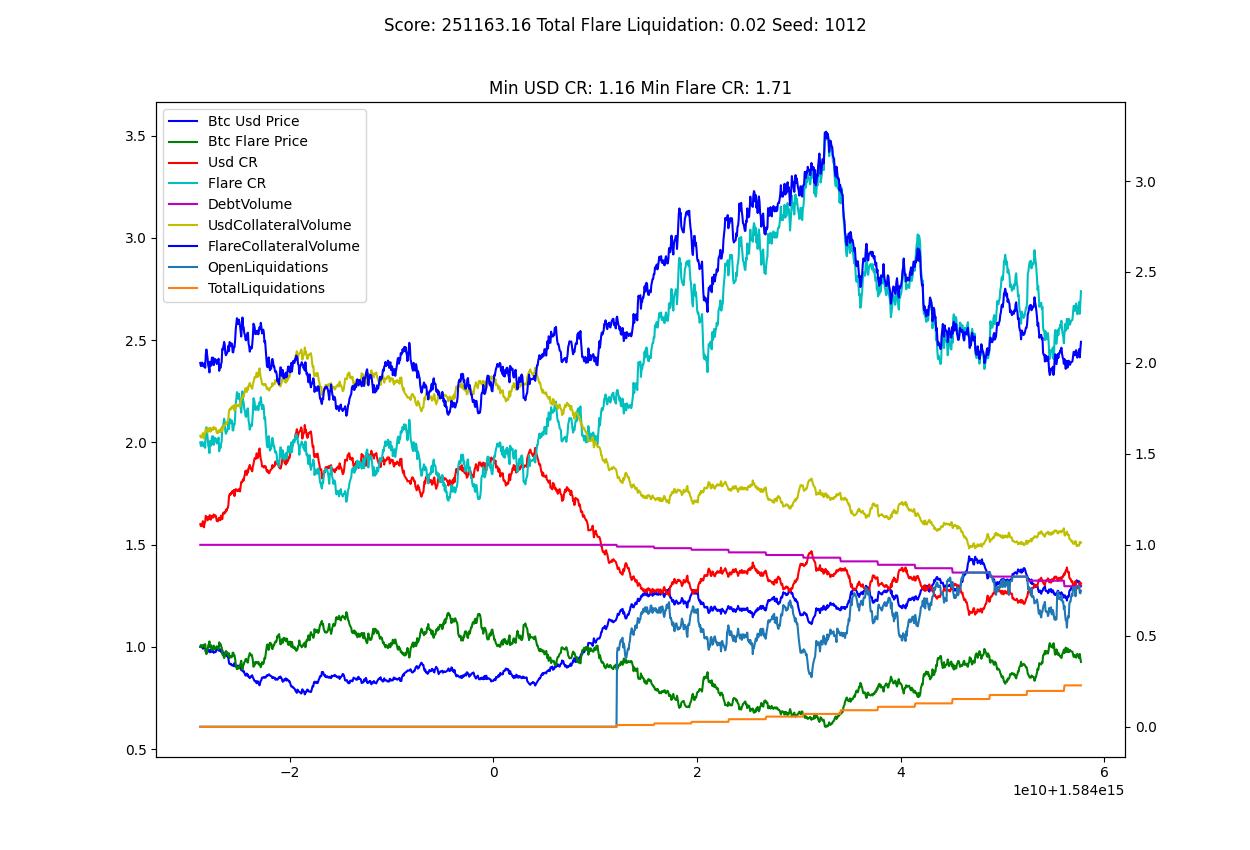 Score: 251163.16 Total Flare Liquidation: 0.02 Seed: 1012
Min USD CR: 1.16 Min Flare CR: 1.71
Btc Usd Price
Btc Flare Price
Usd CR
Flare CR
DebtVolume
UsdCollateralVolume
FlareCollateralVolume
OpenLiquidations
TotalLiquidations
3.5
3.0
2.5
2.0
1.5
1.0
0.5
3.0
2.5
2.0
1.5
1.0
0.5
0.0
−2 0 2 4 6
1e10+1.584e15